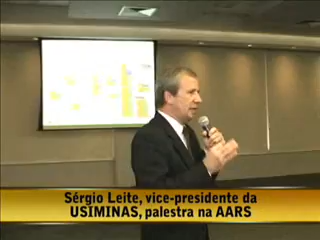 Sérgio Leite, vice-presidente da
USIMINAS, palestra na AARS